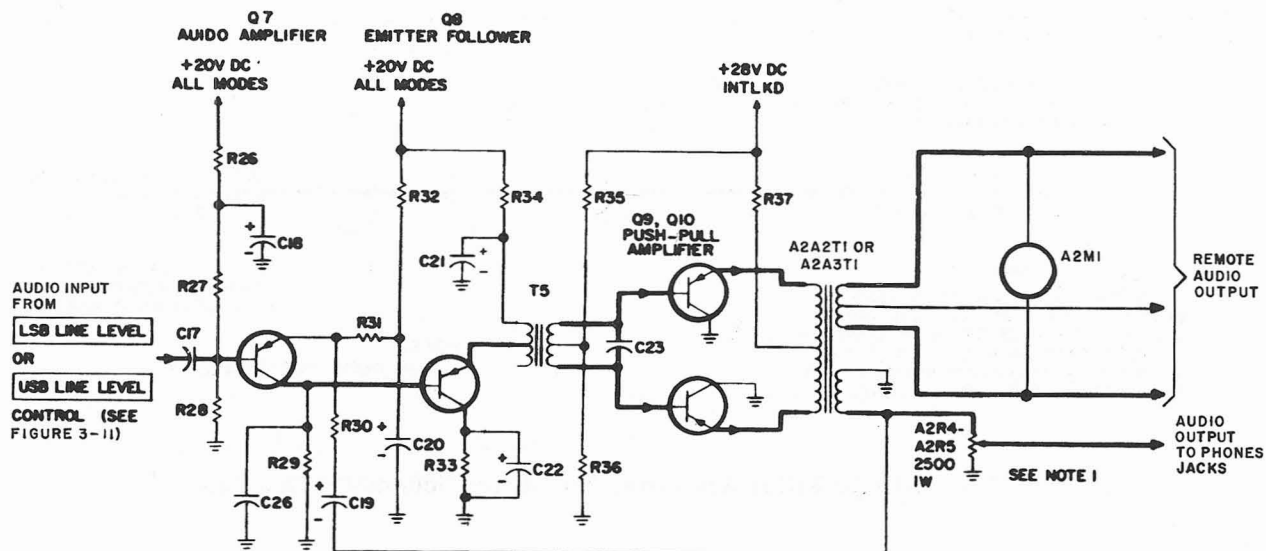 Q7
AUIDO AMPLIFIER
Q8
EMITTER FOLLOWER
+20V DC
ALL MODES
+20V DC
ALL MODES
+28V DC
INTLKD
R26
R32
R34
R35
R37
C18
C21
Q9, Q10
PUSH-PULL
AMPLIFIER
A2A2T1 OR
A2A3T1
A2M1
REMOTE
AUDIO
OUTPUT
T5
R27
AUDIO INPUT
FROM
LSB LINE LEVEL
OR
USB LINE LEVEL
CONTROL (SEE
FIGURE 3-11)
C17
R31
C23
R28
R30
R29
C26
+
-
C19
+
-
C20
R33
+
C22
R36
+
-
+
-
A2R4-
A2R5
2500
1W
SEE NOTE 1
AUDIO
OUTPUT
TO PHONES
JACKS